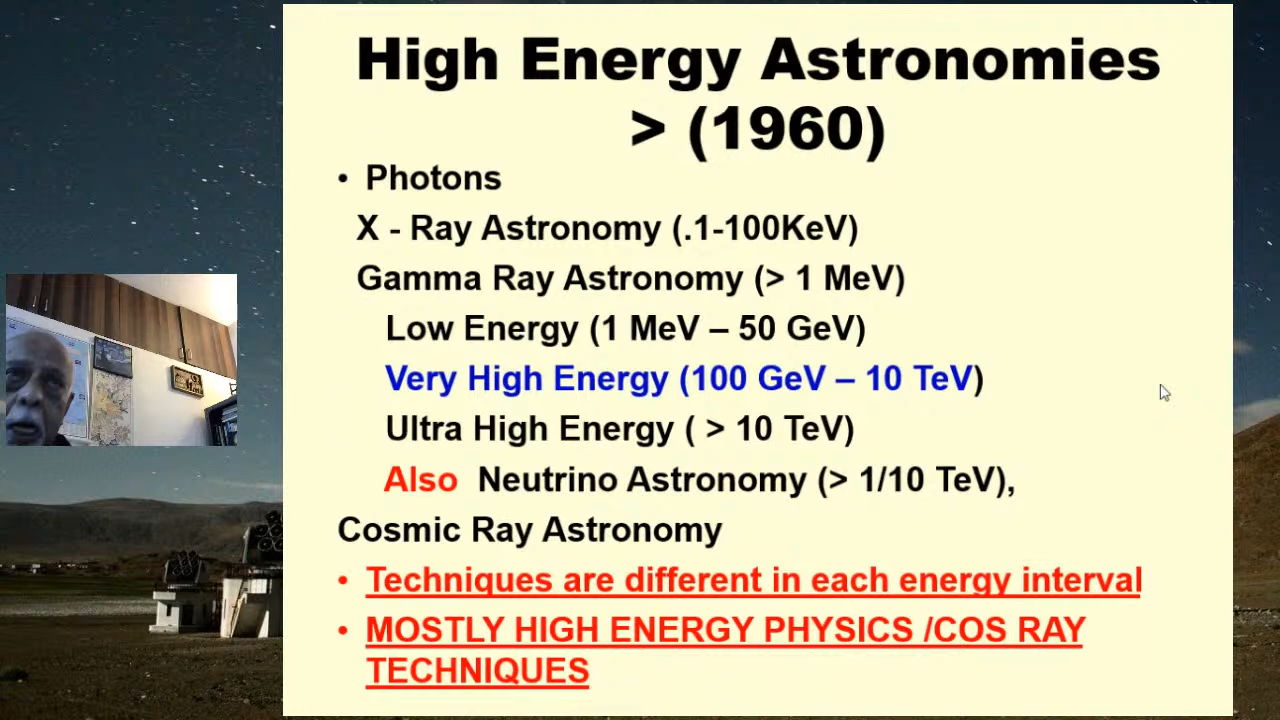 High Energy Astronomies
> (1960)
• Photons
X - Ray Astronomy (.1-100KeV)
Gamma Ray Astronomy (> 1 MeV)
Low Energy (1 MeV – 50 GeV)
Very High Energy (100 GeV – 10 TeV)
Ultra High Energy ( > 10 TeV)
Also Neutrino Astronomy (> 1/10 TeV),
Cosmic Ray Astronomy
• Techniques are different in each energy interval
• MOSTLY HIGH ENERGY PHYSICS /COS RAY
TECHNIQUES